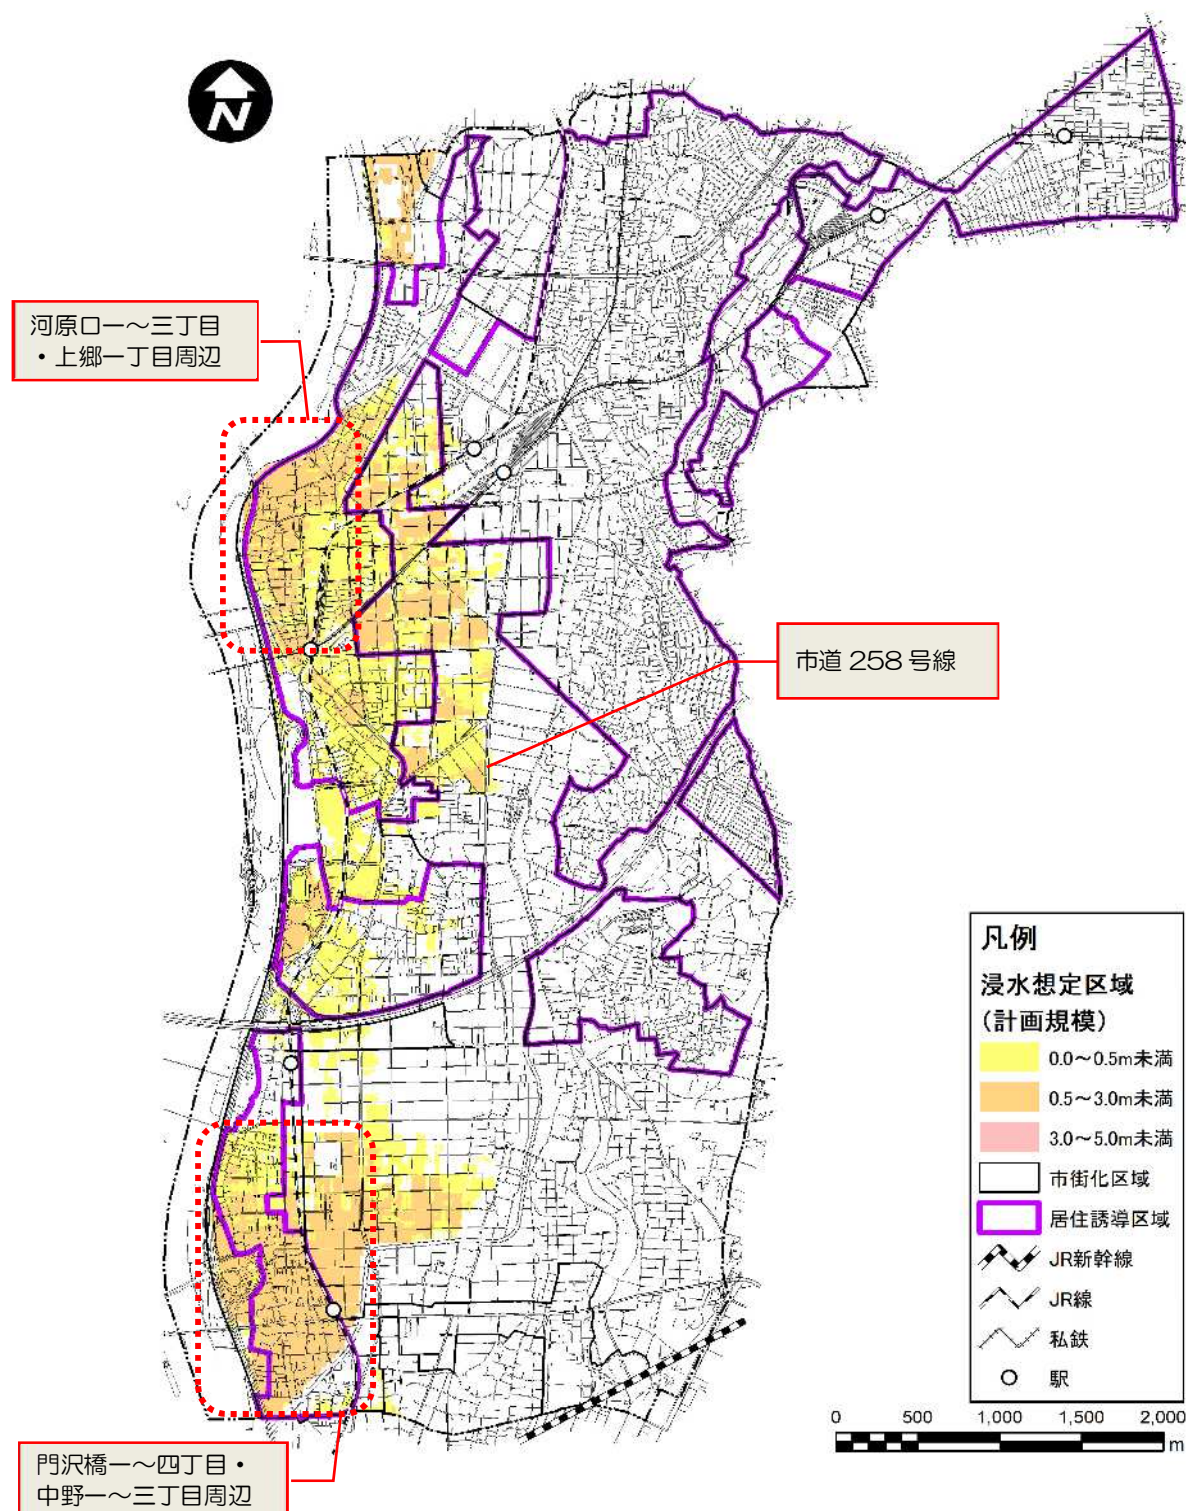 N
河原口一～三丁目
・上郷一丁目周辺
市道 258 号線
凡例
浸水想定区域
(計画規模)
0.0～0.5m未満
0.5～3.0m未満
3.0～5.0m未満
市街化区域
居住誘導区域
JR新幹線
JR線
私鉄
駅
0 500 1,000 1,500 2,000
m
門沢橋一～四丁目・
中野一～三丁目周辺